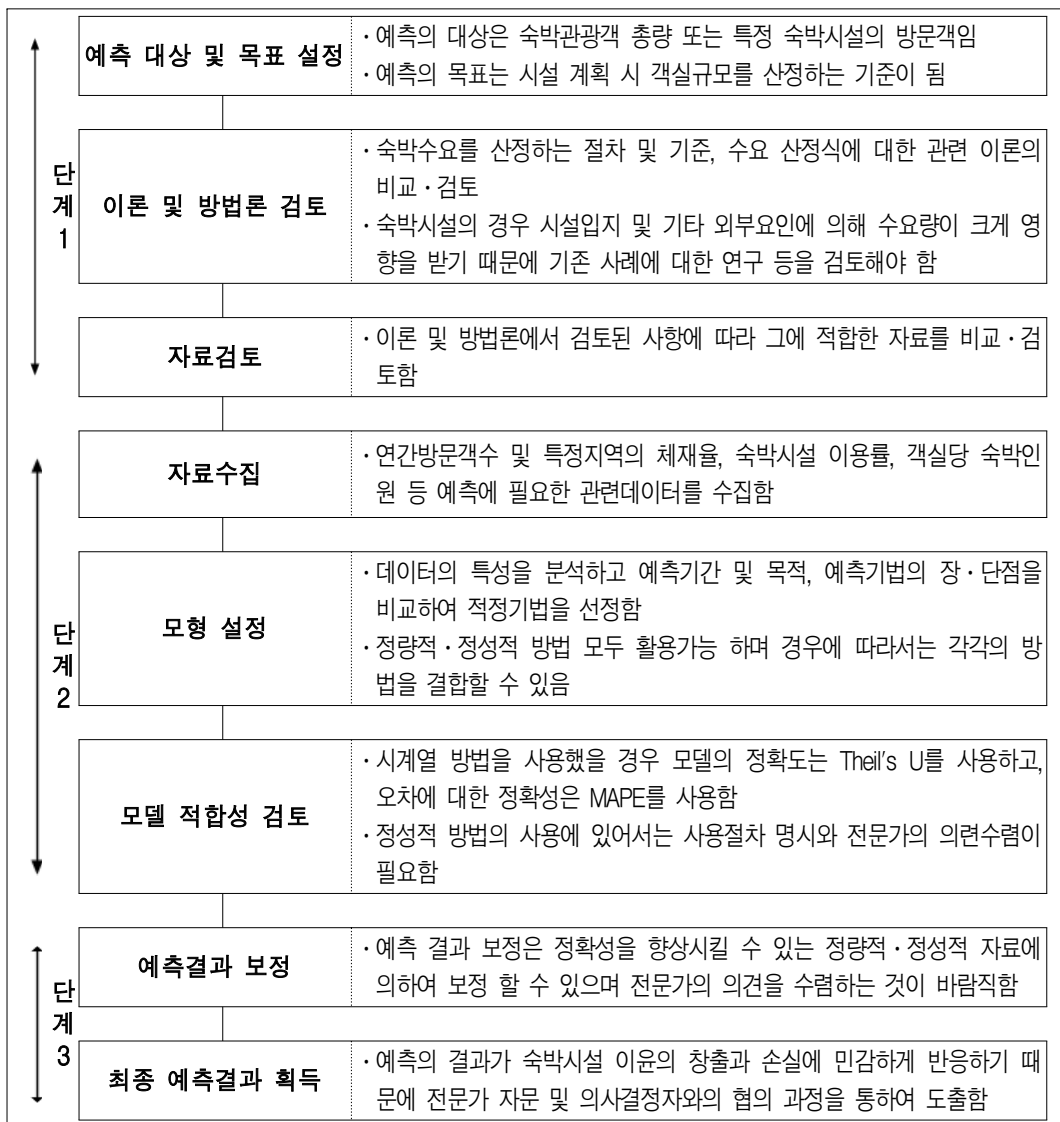 예측 대상 및 목표 설정
·예측의 대상은 숙박관광객 총량 또는 특정 숙박시설의 방문객임
·예측의 목표는 시설 계획 시 객실규모를 산정하는 기준이 됨
단
계
1
이론 및 방법론 검토
·숙박수요를 산정하는 절차 및 기준, 수요 산정식에 대한 관련 이론의
비교·검토
·숙박시설의 경우 시설입지 및 기타 외부요인에 의해 수요량이 크게 영
향을 받기 때문에 기존 사례에 대한 연구 등을 검토해야 함
자료검토
·이론 및 방법론에서 검토된 사항에 따라 그에 적합한 자료를 비교·검
토함
자료수집
·연간방문객수 및 특정지역의 체재율, 숙박시설 이용률, 객실당 숙박인
원 등 예측에 필요한 관련데이터를 수집함
단
계
2
모형 설정
·데이터의 특성을 분석하고 예측기간 및 목적, 예측기법의 장·단점을
비교하여 적정기법을 선정함
·정량적·정성적 방법 모두 활용가능 하며 경우에 따라서는 각각의 방
법을 결합할 수 있음
모델 적합성 검토
·시계열 방법을 사용했을 경우 모델의 정확도는 Theil's U를 사용하고,
오차에 대한 정확성은 MAPE를 사용함
·정성적 방법의 사용에 있어서는 사용절차 명시와 전문가의 의련수렴이
필요함
단
계
3
예측결과 보정
·예측 결과 보정은 정확성을 향상시킬 수 있는 정량적·정성적 자료에
의하여 보정 할 수 있으며 전문가의 의견을 수렴하는 것이 바람직함
최종 예측결과 획득
·예측의 결과가 숙박시설 이윤의 창출과 손실에 민감하게 반응하기 때
문에 전문가 자문 및 의사결정자와의 협의 과정을 통하여 도출함